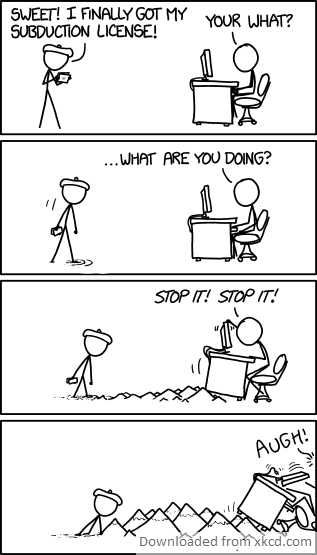 SWEET! I FINALLY GOT MY
SUBDUCTION LICENSE!
YOUR WHAT?
...WHAT ARE YOU DOING?
STOP IT! STOP IT!
AUGH!
Downloaded from xkcd.com